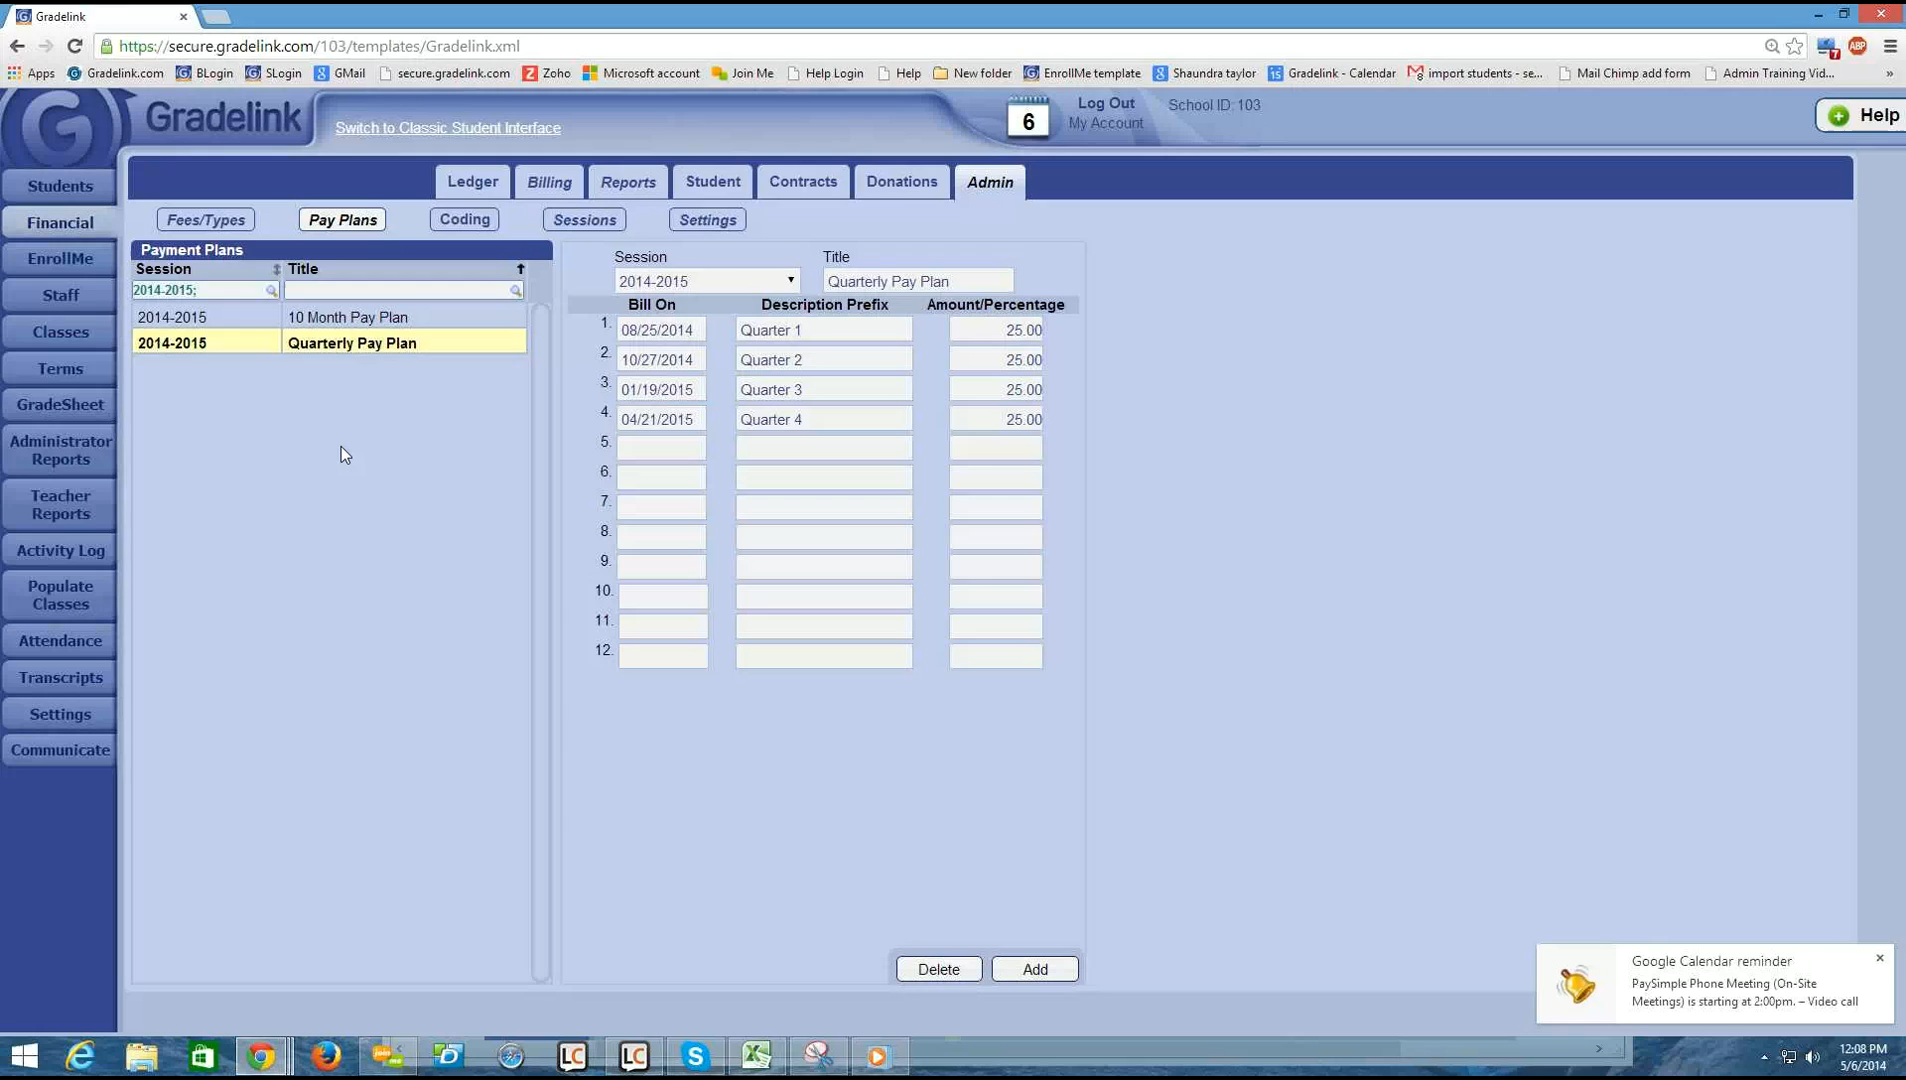 Gradelink
https://secure.gradelink.com/103/templates/Gradelink.xml
Apps
Gradelink.com
BLogin
SLogin
GMail
secure.gradelink.com
Zoho
Microsoft account
Join Me
Help Login
Help
New folder
EnrollMe template
Shaundra taylor
Gradelink - Calendar
import students - se...
Mail Chimp add form
Admin Training Vid...
»
Gradelink
Switch to Classic Student Interface
6
Log Out
My Account
School ID: 103
Help
Students
Financial
EnrollMe
Staff
Classes
Terms
GradeSheet
Administrator
Reports
Teacher
Reports
Activity Log
Populate
Classes
Attendance
Transcripts
Settings
Communicate
Ledger
Billing
Reports
Student
Contracts
Donations
Admin
Fees/Types
Pay Plans
Coding
Sessions
Settings
Payment Plans
Session Title
2014-2015;
2014-2015 10 Month Pay Plan
2014-2015 Quarterly Pay Plan
Session Title
2014-2015 Quarterly Pay Plan
Bill On Description Prefix Amount/Percentage
1. 08/25/2014 Quarter 1 25.00
2. 10/27/2014 Quarter 2 25.00
3. 01/19/2015 Quarter 3 25.00
4. 04/21/2015 Quarter 4 25.00
5.
6.
7.
8.
9.
10.
11.
12.
Delete
Add
Google Calendar reminder
PaySimple Phone Meeting (On-Site
Meetings) is starting at 2:00pm. – Video call
12:08 PM
5/6/2014